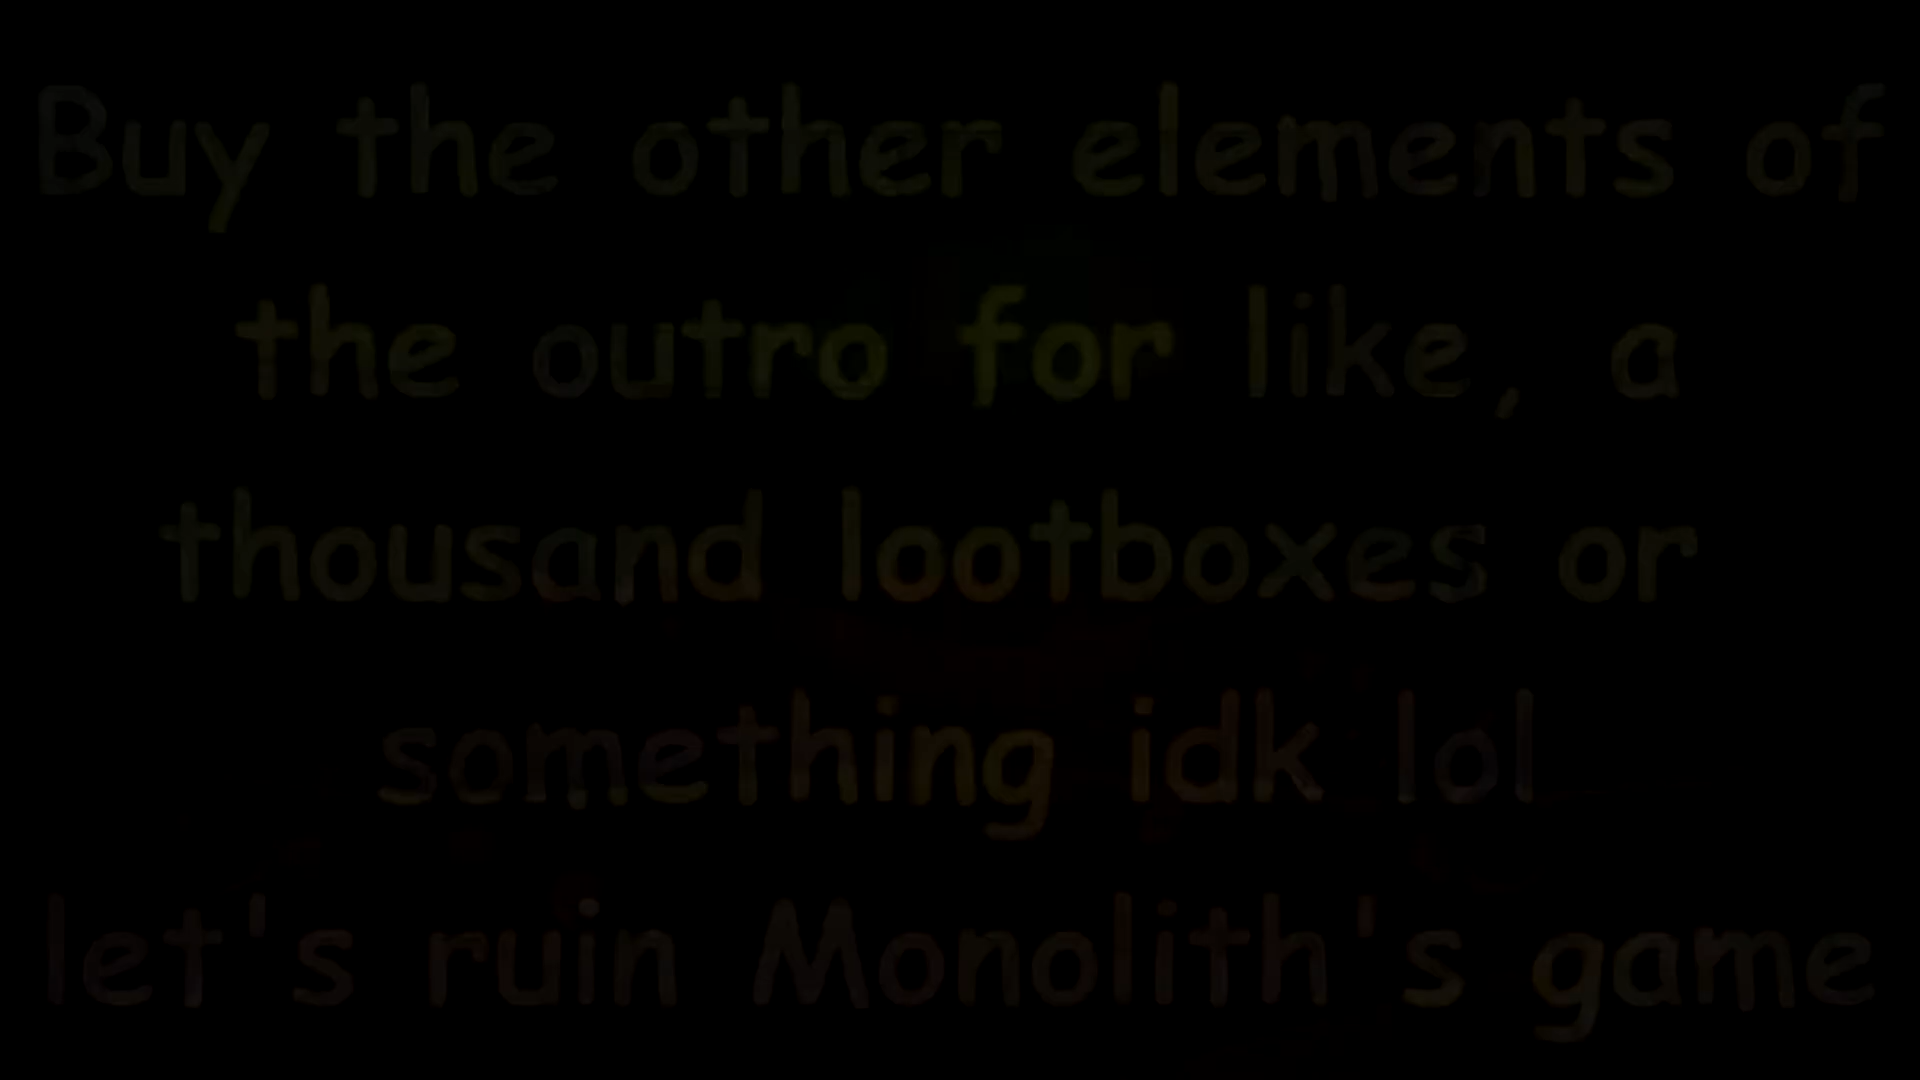 Buy the other elements of
the outro for like, a
thousand lootboxes or
something idk lol
let's ruin Monolith's game